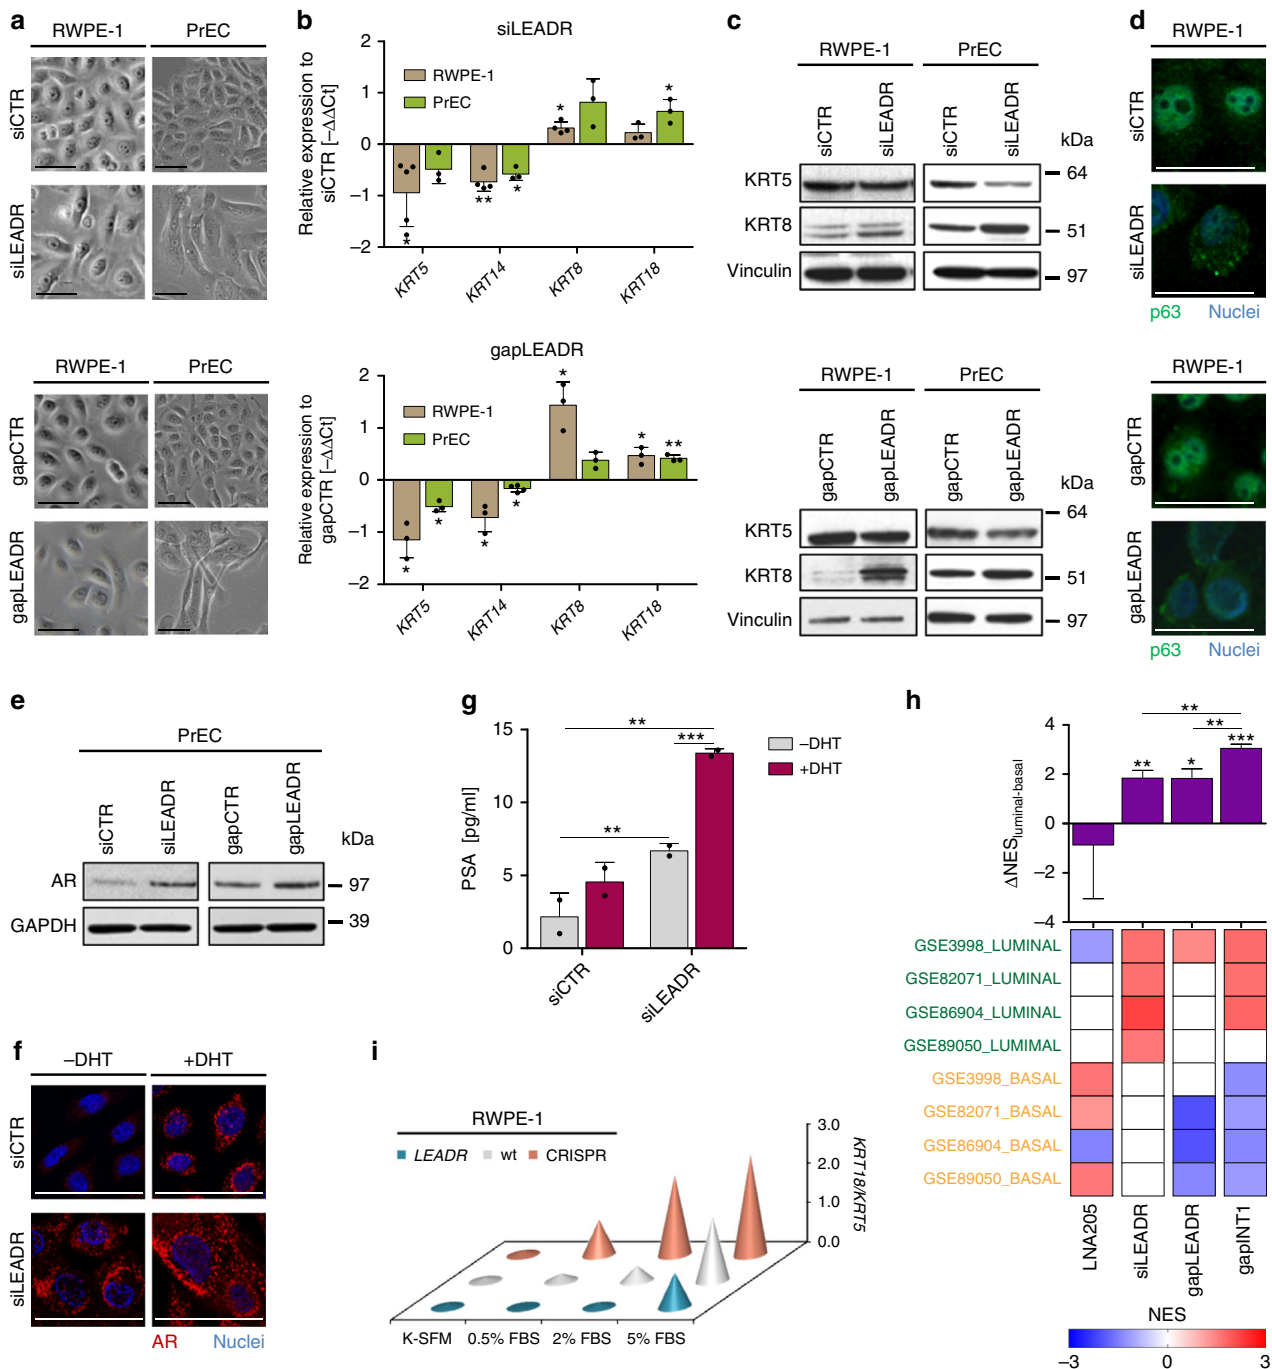 a
RWPE-1
PrEC
siCTR
siLEADR
RWPE-1
PrEC
gapCTR
gapLEADR
b
siLEADR
Relative expression to
siCTR [–ΔΔCt]
2
1
0
–1
–2
RWPE-1
PrEC
*
**
*
*
*
KRT5
KRT14
KRT8
KRT18
gapLEADR
Relative expression to
gapCTR [–ΔΔCt]
2
1
0
–1
–2
RWPE-1
PrEC
*
*
*
*
*
*
**
KRT5
KRT14
KRT8
KRT18
c
RWPE-1
PrEC
siCTR
siLEADR
siCTR
siLEADR
kDa
KRT5
64
KRT8
51
Vinculin
97
RWPE-1
PrEC
gapCTR
gapLEADR
gapCTR
gapLEADR
kDa
64
KRT5
KRT8
51
Vinculin
97
d
RWPE-1
siCTR
siLEADR
p63
Nuclei
RWPE-1
gapCTR
gapLEADR
p63
Nuclei
e
PrEC
siCTR
siLEADR
gapCTR
gapLEADR
kDa
AR
97
GAPDH
39
f
–DHT
+DHT
siCTR
siLEADR
AR
Nuclei
g
PSA [pg/ml]
15
10
5
0
**
***
**
–DHT
+DHT
siCTR
siLEADR
h
ΔNESluminal-basal
4
2
0
–2
–4
**
**
**
*
***
GSE3998_LUMINAL
GSE82071_LUMINAL
GSE86904_LUMINAL
GSE89050_LUMIMAL
GSE3998_BASAL
GSE82071_BASAL
GSE86904_BASAL
GSE89050_BASAL
LNA205
siLEADR
gapLEADR
gapINT1
NES
–3
0
3
i
RWPE-1
LEADR
wt
CRISPR
3.0
2.0
1.0
0.0
KRT18/KRT5
K-SFM
0.5% FBS
2% FBS
5% FBS